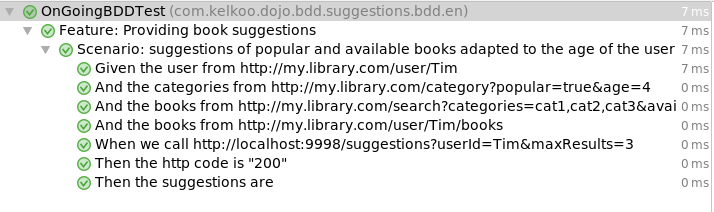 OnGoingBDDTest (com.kelkoo.dojo.bdd.suggestions.bdd.en) 7 ms
Feature: Providing book suggestions 7 ms
Scenario: suggestions of popular and available books adapted to the age of the user 7 ms
Given the user from http://my.library.com/user/Tim 7 ms
And the categories from http://my.library.com/category?popular=true&age=4 0 ms
And the books from http://my.library.com/search?categories=cat1,cat2,cat3&avai 0 ms
And the books from http://my.library.com/user/Tim/books 0 ms
When we call http://localhost:9998/suggestions?userId=Tim&maxResults=3 0 ms
Then the http code is "200" 0 ms
Then the suggestions are 0 ms